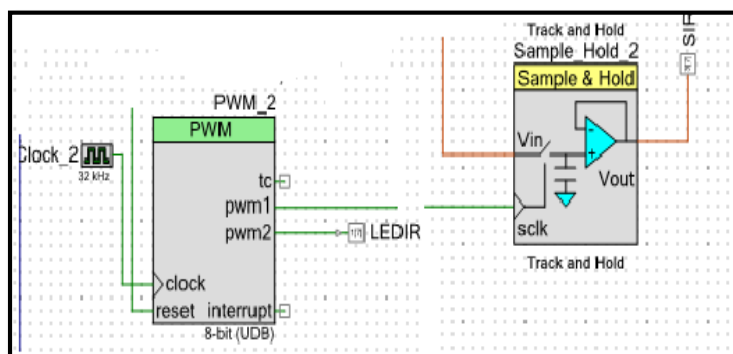 Track and Hold
Sample_Hold_2
Sample & Hold
SIR
Vin
Vout
sclk
Track and Hold
PWM_2
PWM
Clock_2
32 kHz
tc
pwm1
pwm2
LEDIR
clock
reset
interrupt
8-bit (UDB)